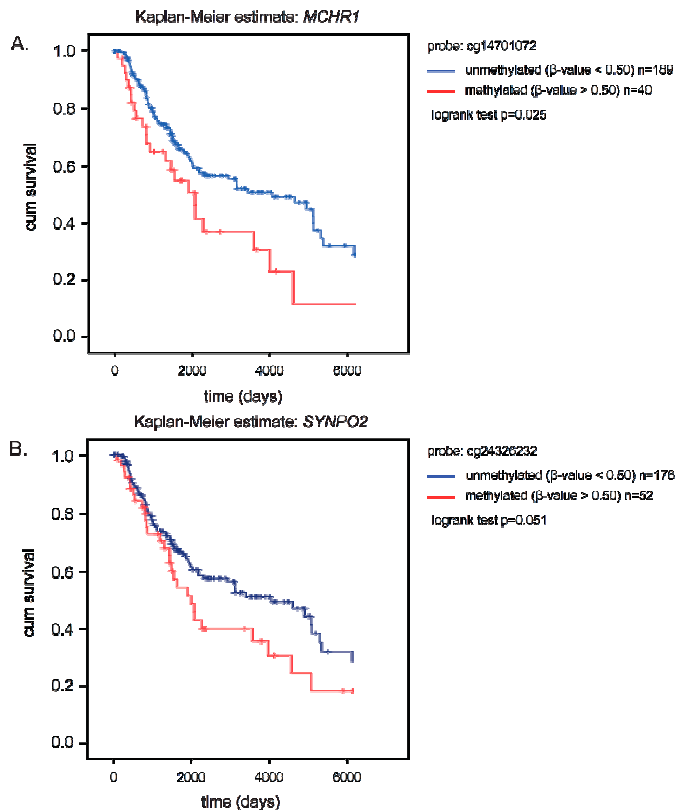 Kaplan-Meier estimate: MCHR1
A.
probe: cg14701072
unmethylated (β-value < 0.50) n=189
methylated (β-value > 0.50) n=40
logrank test p=0.025
1.0
0.8
0.6
0.4
0.2
0.0
cum survival
0 2000 4000 6000
time (days)
Kaplan-Meier estimate: SYNPO2
B.
probe: cg24326232
unmethylated (β-value < 0.50) n=176
methylated (β-value > 0.50) n=52
logrank test p=0.051
1.0
0.8
0.6
0.4
0.2
0.0
cum survival
0 2000 4000 6000
time (days)